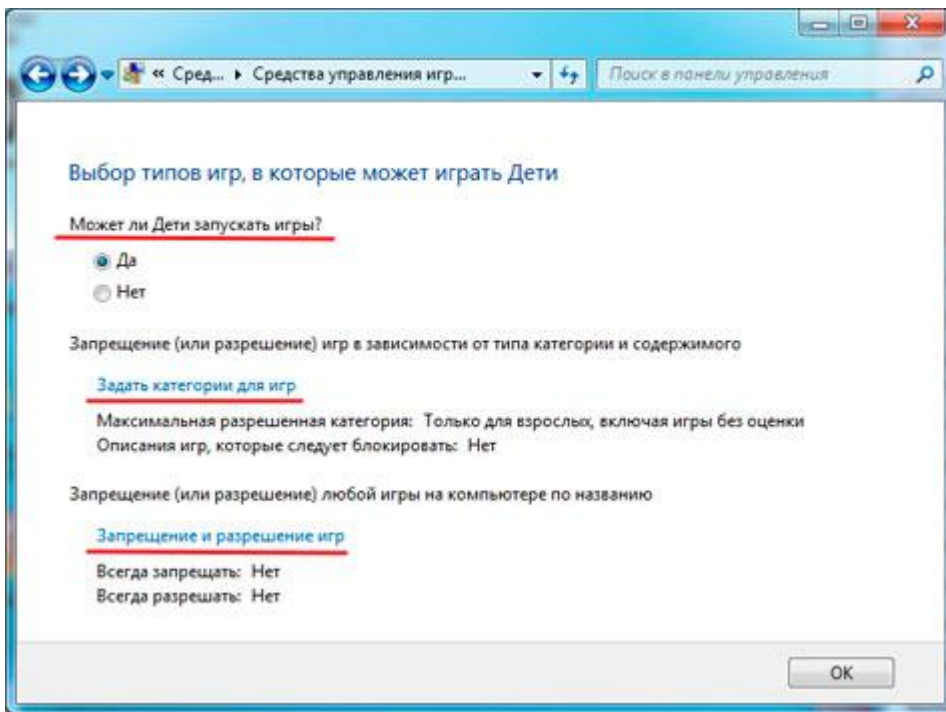 « Сред... ▸ Средства управления игр...
Поиск в панели управления
Выбор типов игр, в которые может играть Дети
Может ли Дети запускать игры?
Да
Нет
Запрещение (или разрешение) игр в зависимости от типа категории и содержимого
Задать категории для игр
Максимальная разрешенная категория: Только для взрослых, включая игры без оценки
Описания игр, которые следует блокировать: Нет
Запрещение (или разрешение) любой игры на компьютере по названию
Запрещение и разрешение игр
Всегда запрещать: Нет
Всегда разрешать: Нет
OK